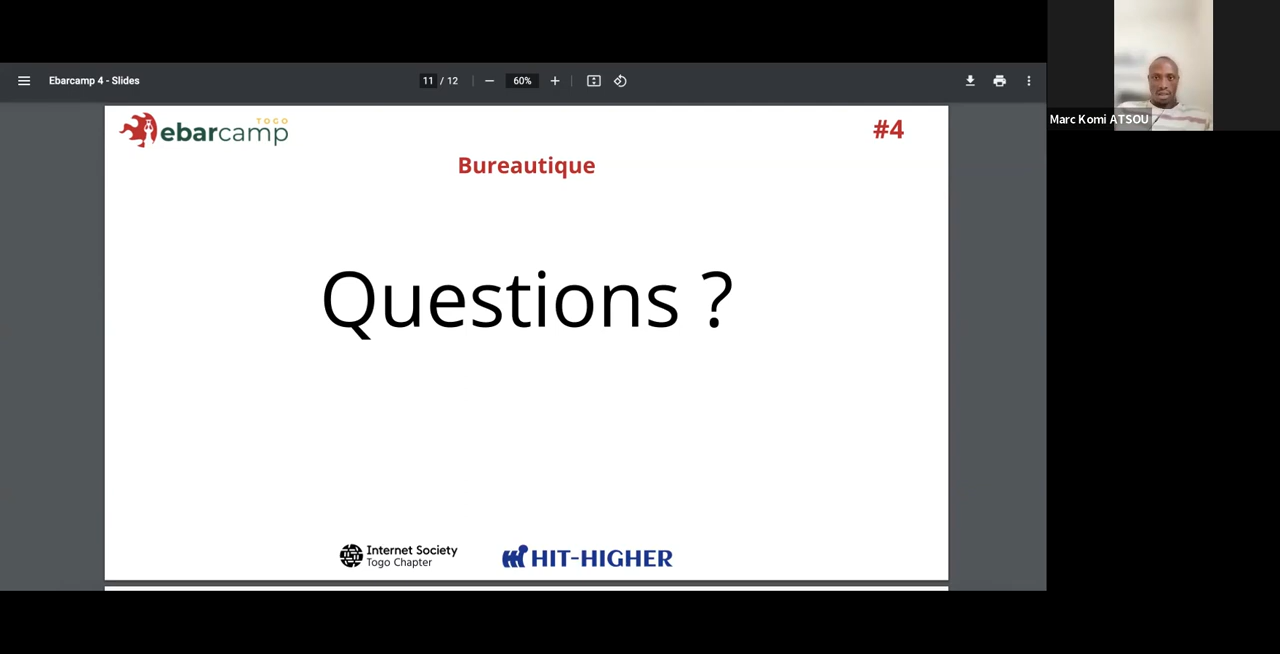 Ebarcamp 4 - Slides
11 / 12
60%
Marc Komi ATSOU
TOGO
ebarcamp
#4
Bureautique
Questions ?
Internet Society
Togo Chapter
HIT-HIGHER